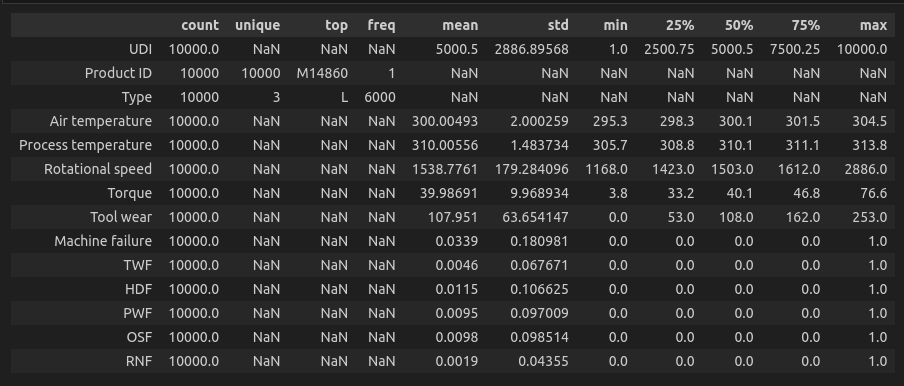 count unique top freq mean std min 25% 50% 75% max
UDI 10000.0 NaN NaN NaN 5000.5 2886.89568 1.0 2500.75 5000.5 7500.25 10000.0
Product ID 10000 10000 M14860 1 NaN NaN NaN NaN NaN NaN NaN
Type 10000 3 L 6000 NaN NaN NaN NaN NaN NaN NaN
Air temperature 10000.0 NaN NaN NaN 300.00493 2.000259 295.3 298.3 300.1 301.5 304.5
Process temperature 10000.0 NaN NaN NaN 310.00556 1.483734 305.7 308.8 310.1 311.1 313.8
Rotational speed 10000.0 NaN NaN NaN 1538.7761 179.284096 1168.0 1423.0 1503.0 1612.0 2886.0
Torque 10000.0 NaN NaN NaN 39.98691 9.968934 3.8 33.2 40.1 46.8 76.6
Tool wear 10000.0 NaN NaN NaN 107.951 63.654147 0.0 53.0 108.0 162.0 253.0
Machine failure 10000.0 NaN NaN NaN 0.0339 0.180981 0.0 0.0 0.0 0.0 1.0
TWF 10000.0 NaN NaN NaN 0.0046 0.067671 0.0 0.0 0.0 0.0 1.0
HDF 10000.0 NaN NaN NaN 0.0115 0.106625 0.0 0.0 0.0 0.0 1.0
PWF 10000.0 NaN NaN NaN 0.0095 0.097009 0.0 0.0 0.0 0.0 1.0
OSF 10000.0 NaN NaN NaN 0.0098 0.098514 0.0 0.0 0.0 0.0 1.0
RNF 10000.0 NaN NaN NaN 0.0019 0.04355 0.0 0.0 0.0 0.0 1.0